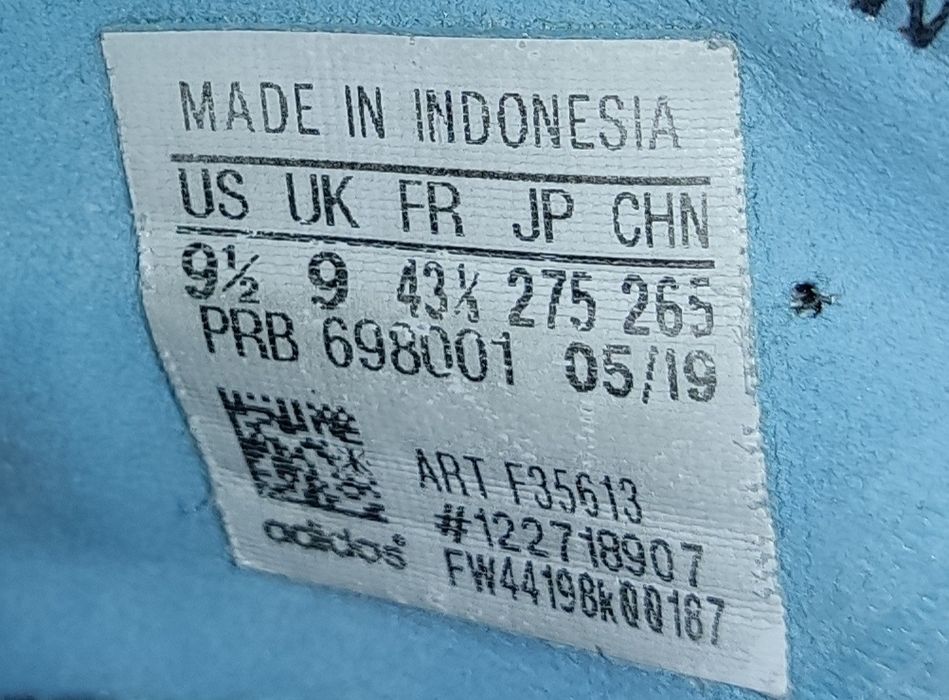 MADE IN INDONESIA
US UK FR JP CHN
9½ 9 43⅓ 275 265
PRB 698001 05/19
ART F35613
#122718907
adidas